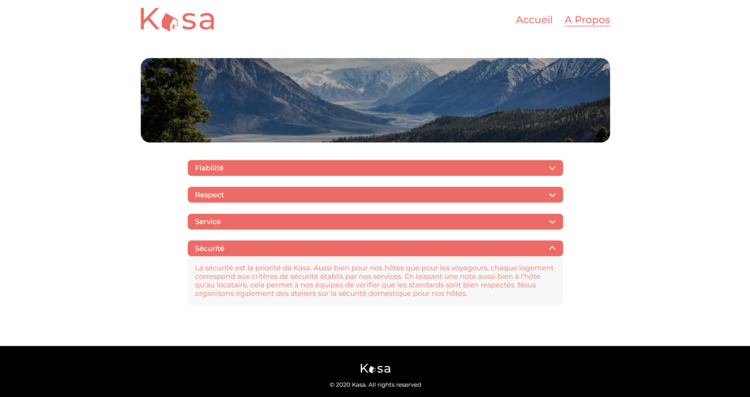 Kasa
Accueil
A Propos
Fiabilité
Respect
Service
Sécurité
La sécurité est la priorité de Kasa. Aussi bien pour nos hôtes que pour les voyageurs, chaque logement
correspond aux critères de sécurité établis par nos services. En laissant une note aussi bien à l'hôte
qu'au locataire, cela permet à nos équipes de vérifier que les standards sont bien respectés. Nous
organisons également des ateliers sur la sécurité domestique pour nos hôtes.
Kasa
© 2020 Kasa. All rights reserved